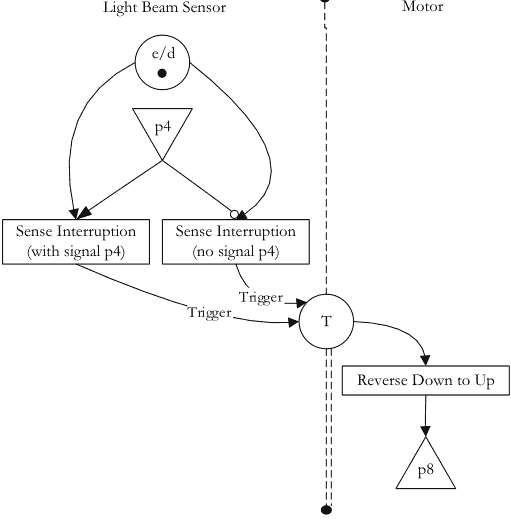 Light Beam Sensor
Motor
e/d
p4
Sense Interruption
(with signal p4)
Sense Interruption
(no signal p4)
Trigger
Trigger
T
Reverse Down to Up
p8